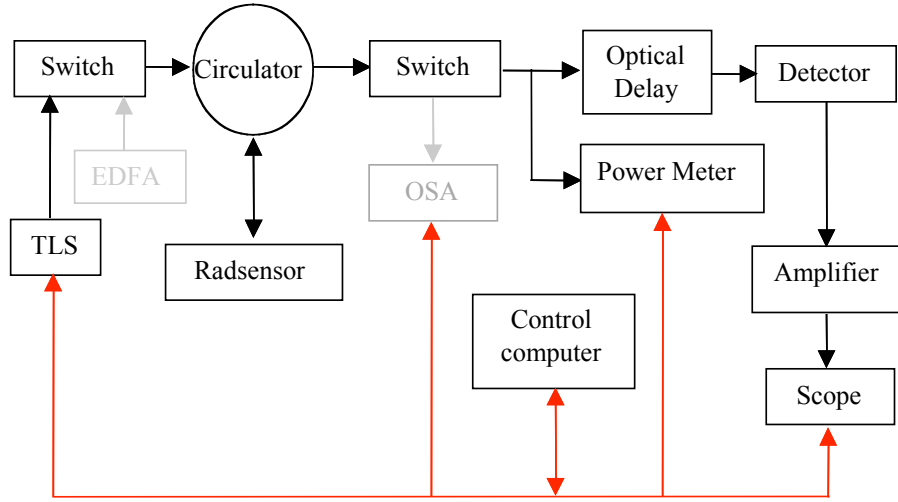 Switch
Circulator
Switch
Optical
Delay
Detector
EDFA
OSA
Power Meter
TLS
Radsensor
Amplifier
Control
computer
Scope